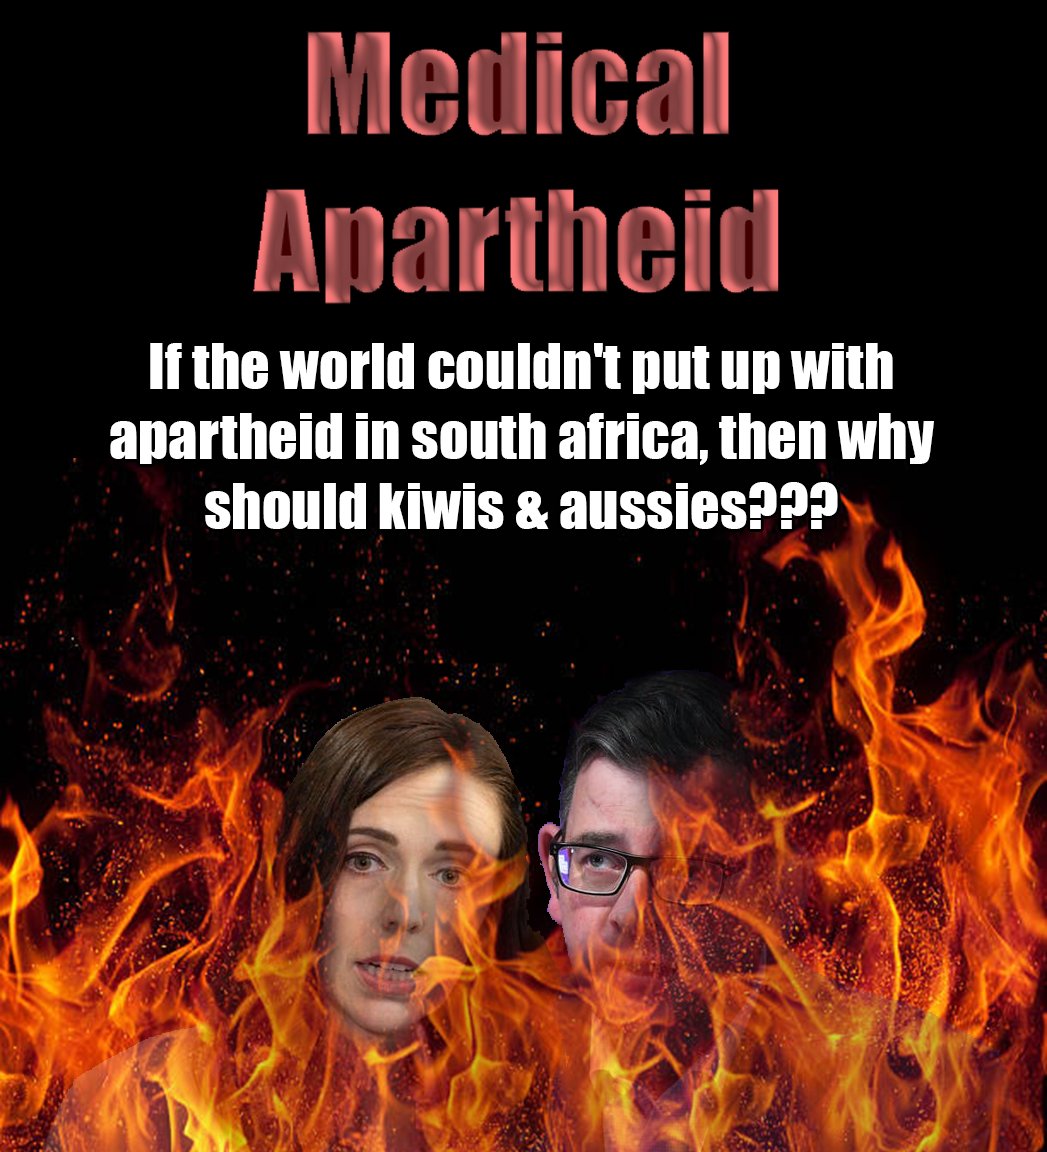 Medical
Apartheid
If the world couldn't put up with
apartheid in south africa, then why
should kiwis & aussies???